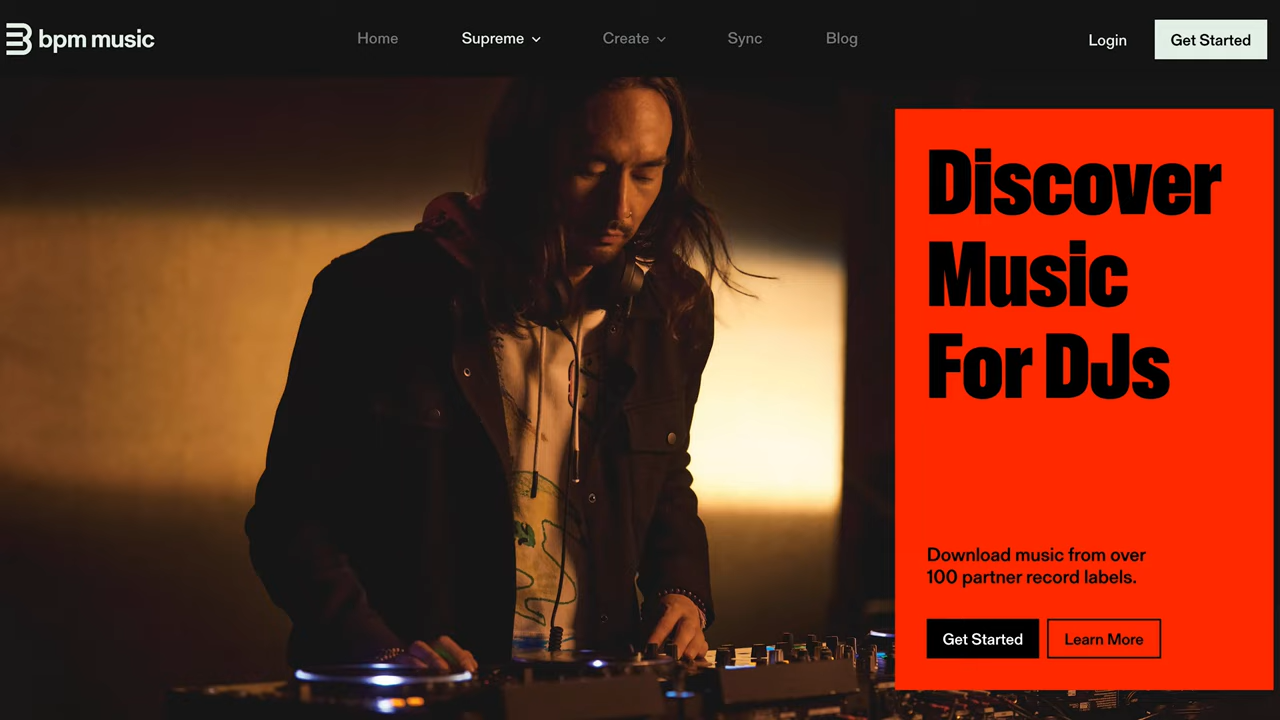 bpm music
Home
Supreme
Create
Sync
Blog
Login
Get Started
Discover
Music
For DJs
Download music from over
100 partner record labels.
Get Started
Learn More